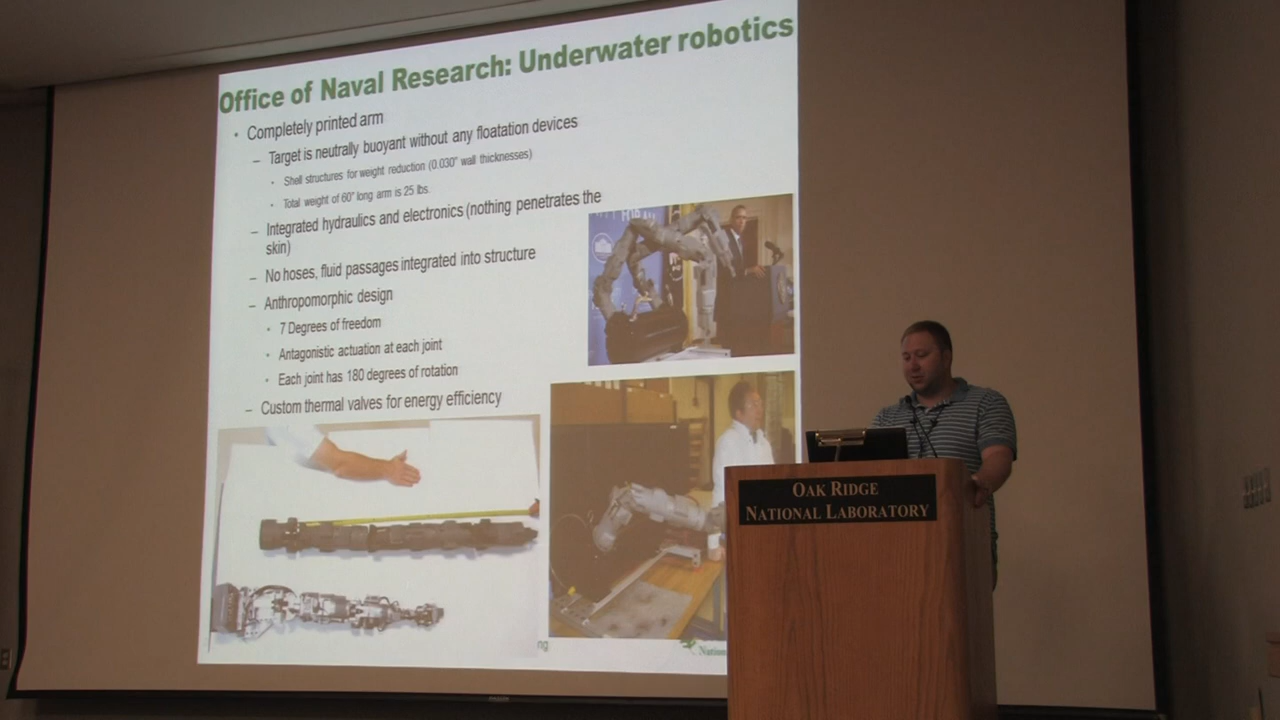 Office of Naval Research: Underwater robotics
• Completely printed arm
– Target is neutrally buoyant without any floatation devices
• Shell structures for weight reduction (0.030" wall thicknesses)
• Total weight of 60" long arm is 25 lbs.
– Integrated hydraulics and electronics (nothing penetrates the
skin)
– No hoses, fluid passages integrated into structure
– Anthropomorphic design
• 7 Degrees of freedom
• Antagonistic actuation at each joint
• Each joint has 180 degrees of rotation
– Custom thermal valves for energy efficiency
FOR ALL
OAK RIDGE
NATIONAL LABORATORY
ng
Nation